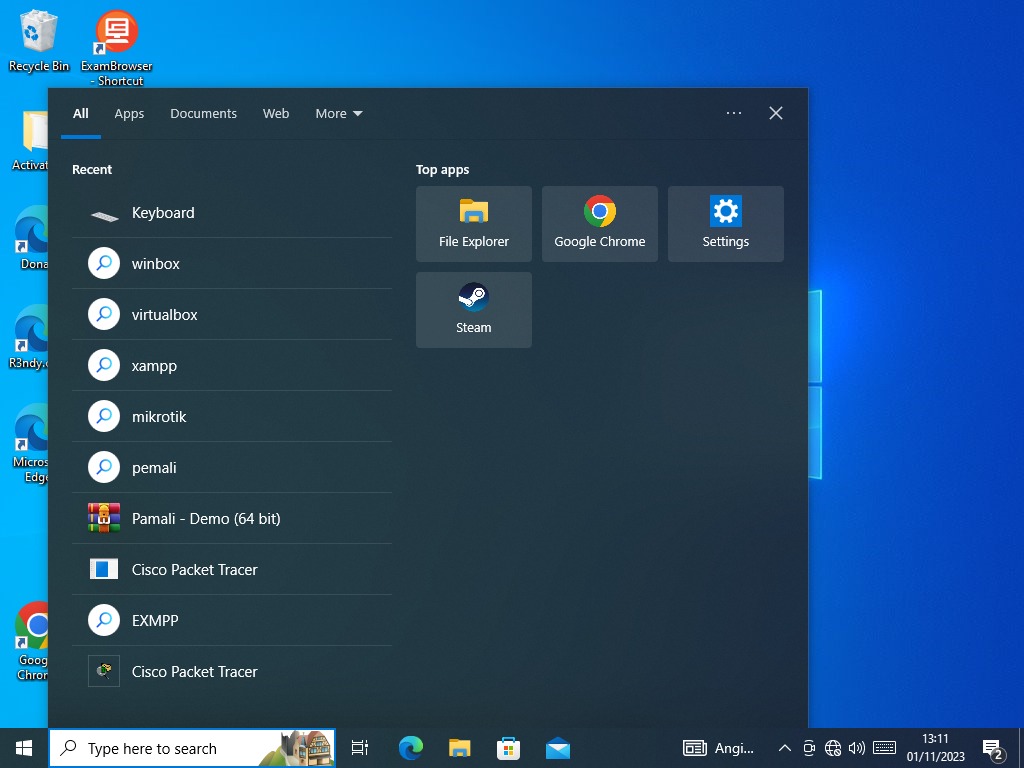 Recycle Bin
ExamBrowser
- Shortcut
Activat
Dona
R3ndy.c
Micros
Edge
Goog
Chron
All
Apps
Documents
Web
More
Recent
Keyboard
winbox
virtualbox
xampp
mikrotik
pemali
Pamali - Demo (64 bit)
Cisco Packet Tracer
EXMPP
Cisco Packet Tracer
Top apps
File Explorer
Google Chrome
Settings
Steam
Type here to search
Angi...
13:11
01/11/2023
2